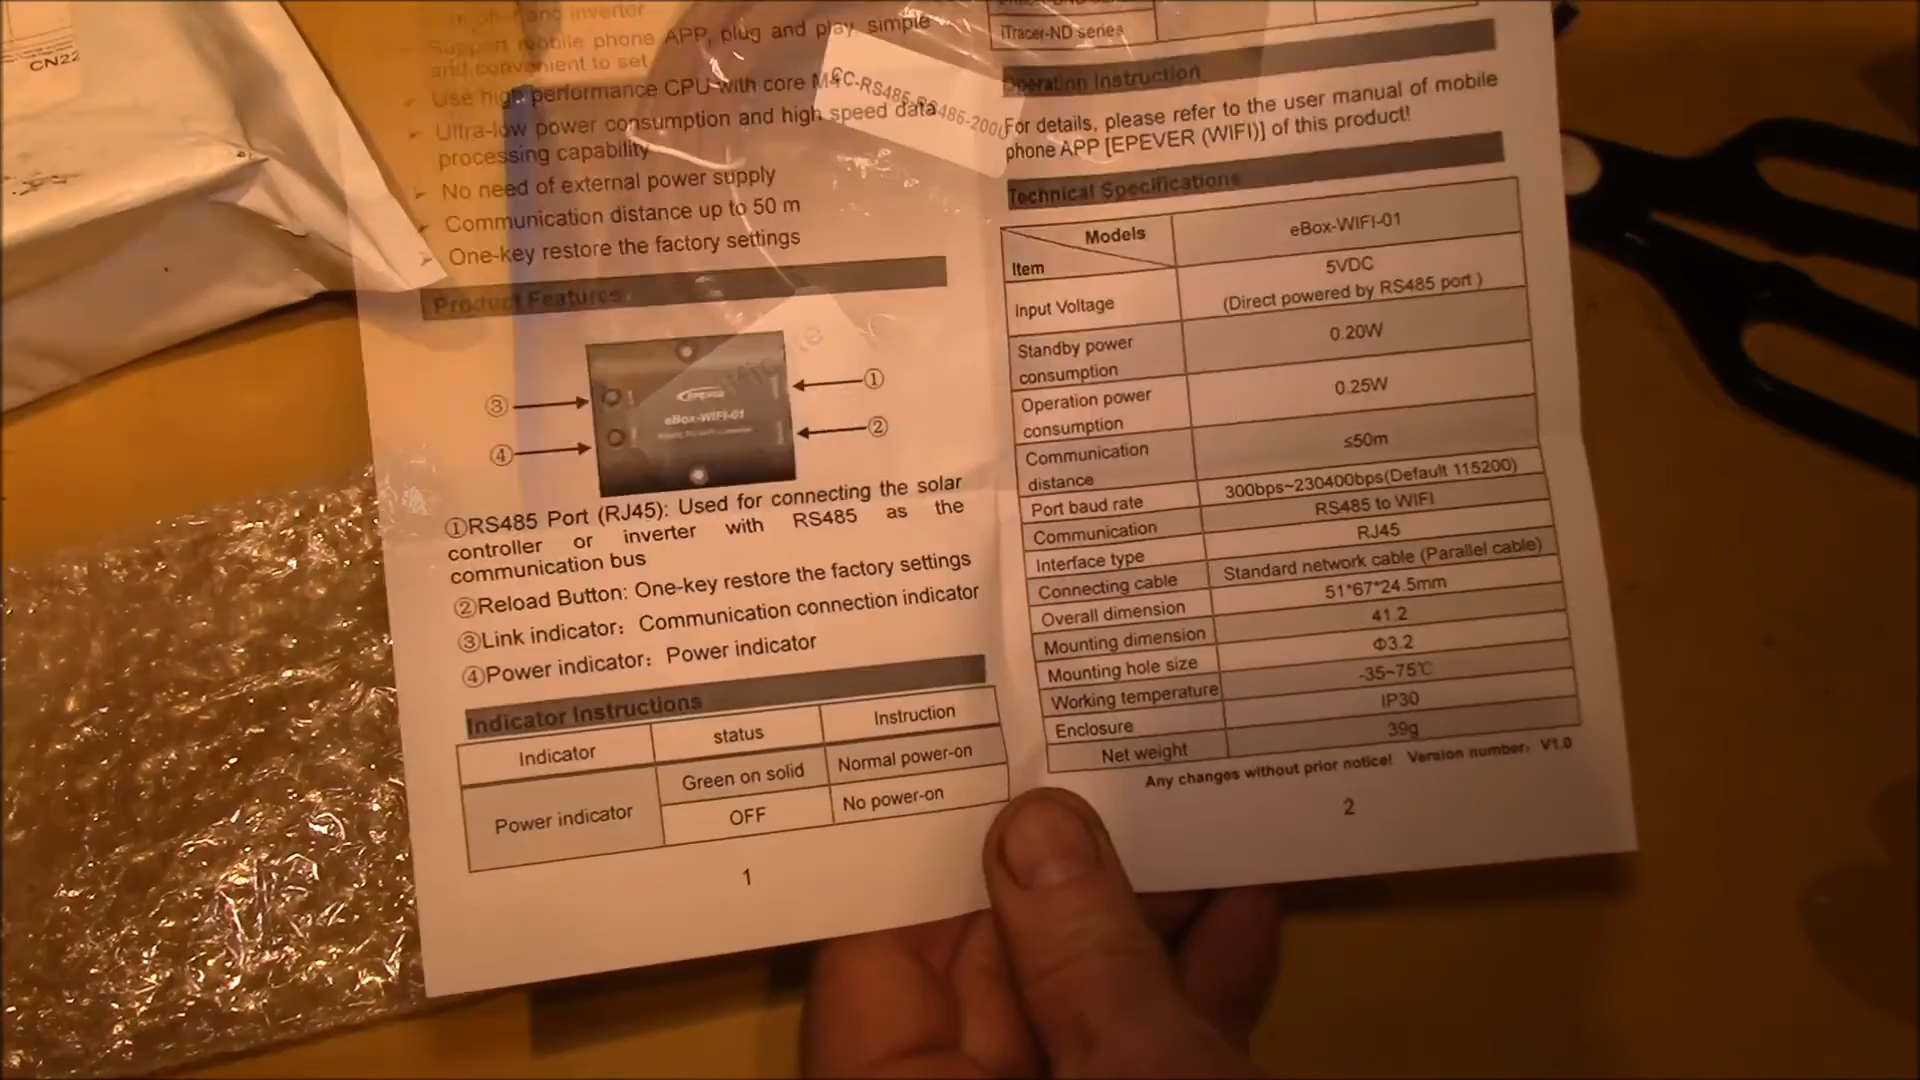 CN22
and inverter
Support mobile phone APP, plug and play, simple
and convenient to set
Use high performance CPU with core M4
Ultra-low power consumption and high speed data
processing capability
No need of external power supply
Communication distance up to 50 m
One-key restore the factory settings
Product Features
① ② ③ ④
EPEVER
eBox-WIFI-01
①RS485 Port (RJ45): Used for connecting the solar
controller or inverter with RS485 as the
communication bus
②Reload Button: One-key restore the factory settings
③Link indicator: Communication connection indicator
④Power indicator: Power indicator
Indicator Instructions
Indicator status Instruction
Power indicator Green on solid Normal power-on
OFF No power-on
1
CC-RS485-RS485-200
iTracer-ND series
Operation Instruction
For details, please refer to the user manual of mobile
phone APP [EPEVER (WIFI)] of this product!
Technical Specifications
Item Models eBox-WIFI-01
Input Voltage 5VDC
(Direct powered by RS485 port )
Standby power
consumption 0.20W
Operation power
consumption 0.25W
Communication
distance ≤50m
Port baud rate 300bps~230400bps(Default 115200)
Communication RS485 to WIFI
Interface type RJ45
Connecting cable Standard network cable (Parallel cable)
Overall dimension 51*67*24.5mm
Mounting dimension 41.2
Mounting hole size Φ3.2
Working temperature -35~75℃
Enclosure IP30
Net weight 39g
Any changes without prior notice! Version number: V1.0
2